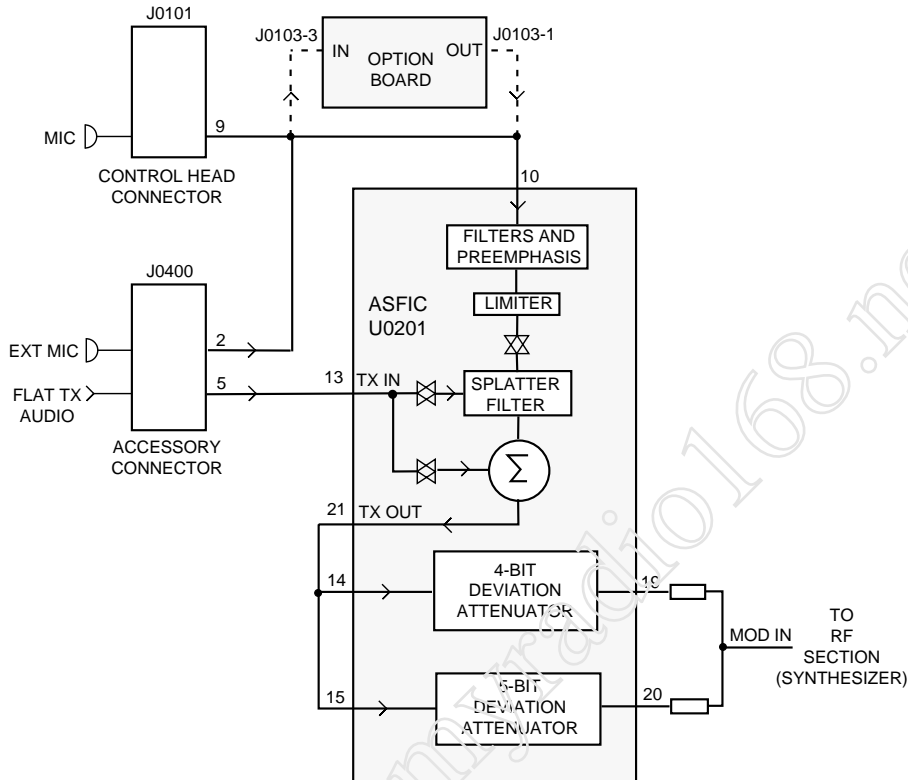 J0101
MIC
9
CONTROL HEAD
CONNECTOR
J0103-3
IN
OPTION
BOARD
OUT
J0103-1
J0400
EXT MIC
FLAT TX
AUDIO
2
5
ACCESSORY
CONNECTOR
10
FILTERS AND
PREEMPHASIS
LIMITER
ASFIC
U0201
13
TX IN
SPLATTER
FILTER
Σ
21
TX OUT
14
4-BIT
DEVIATION
ATTENUATOR
19
15
5-BIT
DEVIATION
ATTENUATOR
20
MOD IN
TO
RF
SECTION
(SYNTHESIZER)
myradio168.ne